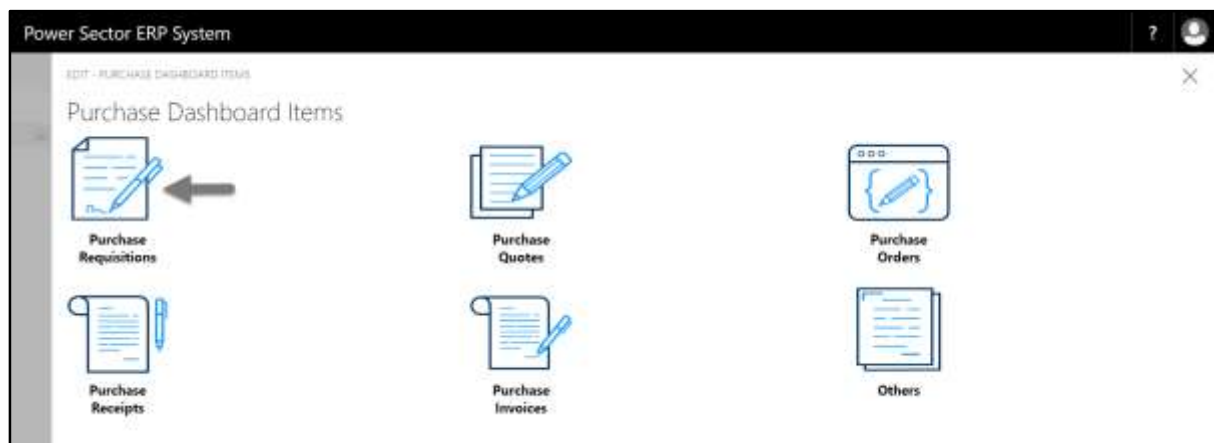 Power Sector ERP System ?
EDIT - PURCHASE DASHBOARD ITEMS
Purchase Dashboard Items
Purchase
Requisitions
Purchase
Quotes
Purchase
Orders
Purchase
Receipts
Purchase
Invoices
Others